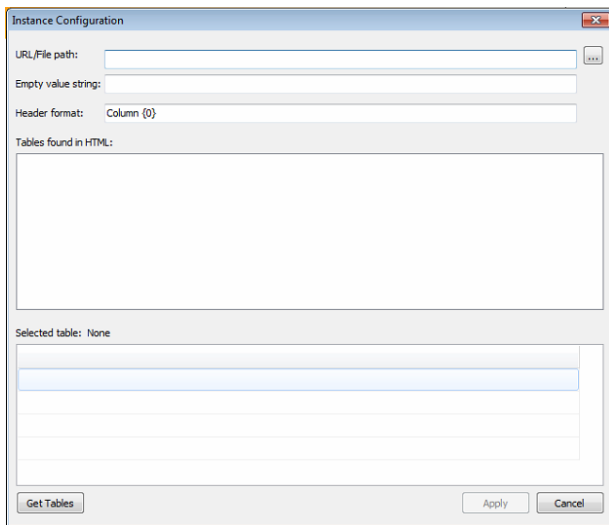 Instance Configuration
URL/File path:
...
Empty value string:
Header format: Column {0}
Tables found in HTML:
Selected table: None
Get Tables Apply Cancel